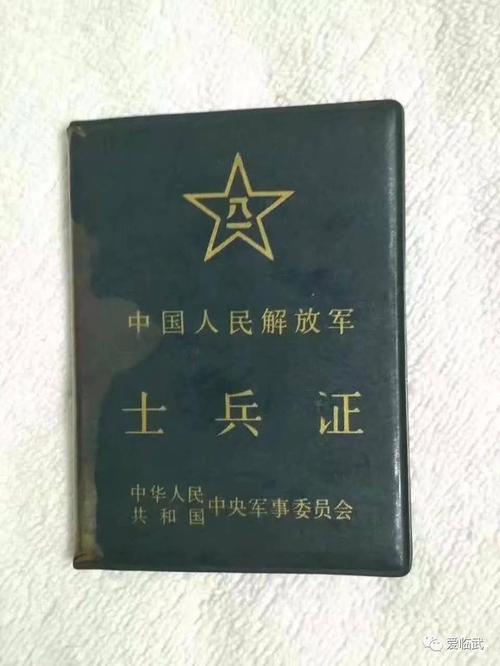 八一
中国人民解放军
士兵证
中华人民
共和国
中央军事委员会
爱临武